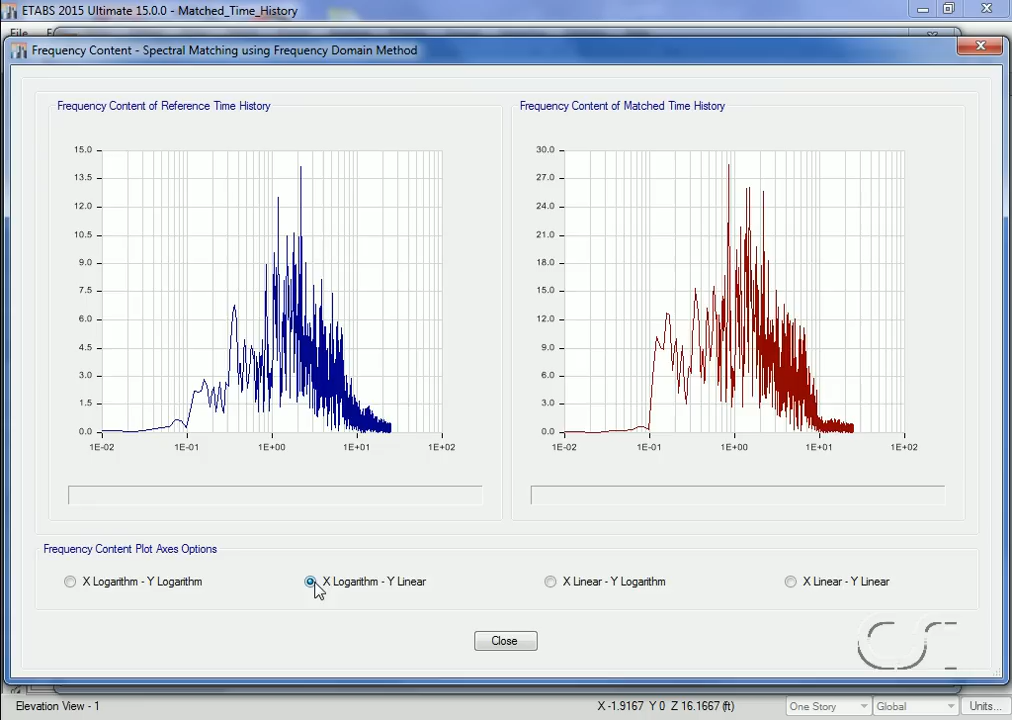 ETABS 2015 Ultimate 15.0.0 - Matched_Time_History
File
Frequency Content - Spectral Matching using Frequency Domain Method
Frequency Content of Reference Time History
15.0
13.5
12.0
10.5
9.0
7.5
6.0
4.5
3.0
1.5
0.0
1E-02 1E-01 1E+00 1E+01 1E+02
Frequency Content of Matched Time History
30.0
27.0
24.0
21.0
18.0
15.0
12.0
9.0
6.0
3.0
0.0
1E-02 1E-01 1E+00 1E+01 1E+02
Frequency Content Plot Axes Options
X Logarithm - Y Logarithm X Logarithm - Y Linear X Linear - Y Logarithm X Linear - Y Linear
Close
CSI
Elevation View - 1 X -1.9167 Y 0 Z 16.1667 (ft) One Story Global Units...